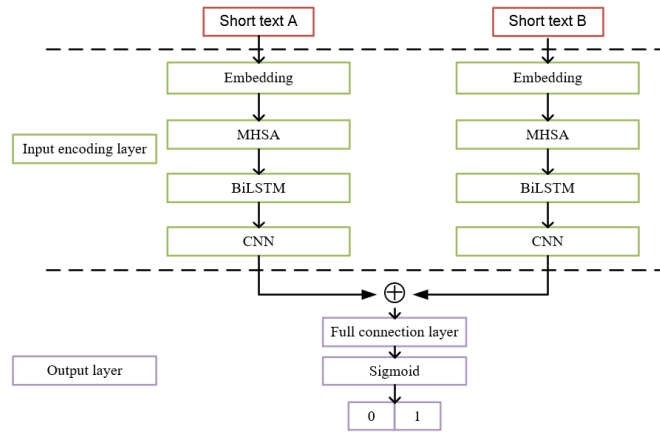 Short text A
Short text B
Embedding
Embedding
Input encoding layer
MHSA
MHSA
BiLSTM
BiLSTM
CNN
CNN
Full connection layer
Output layer
Sigmoid
0 1